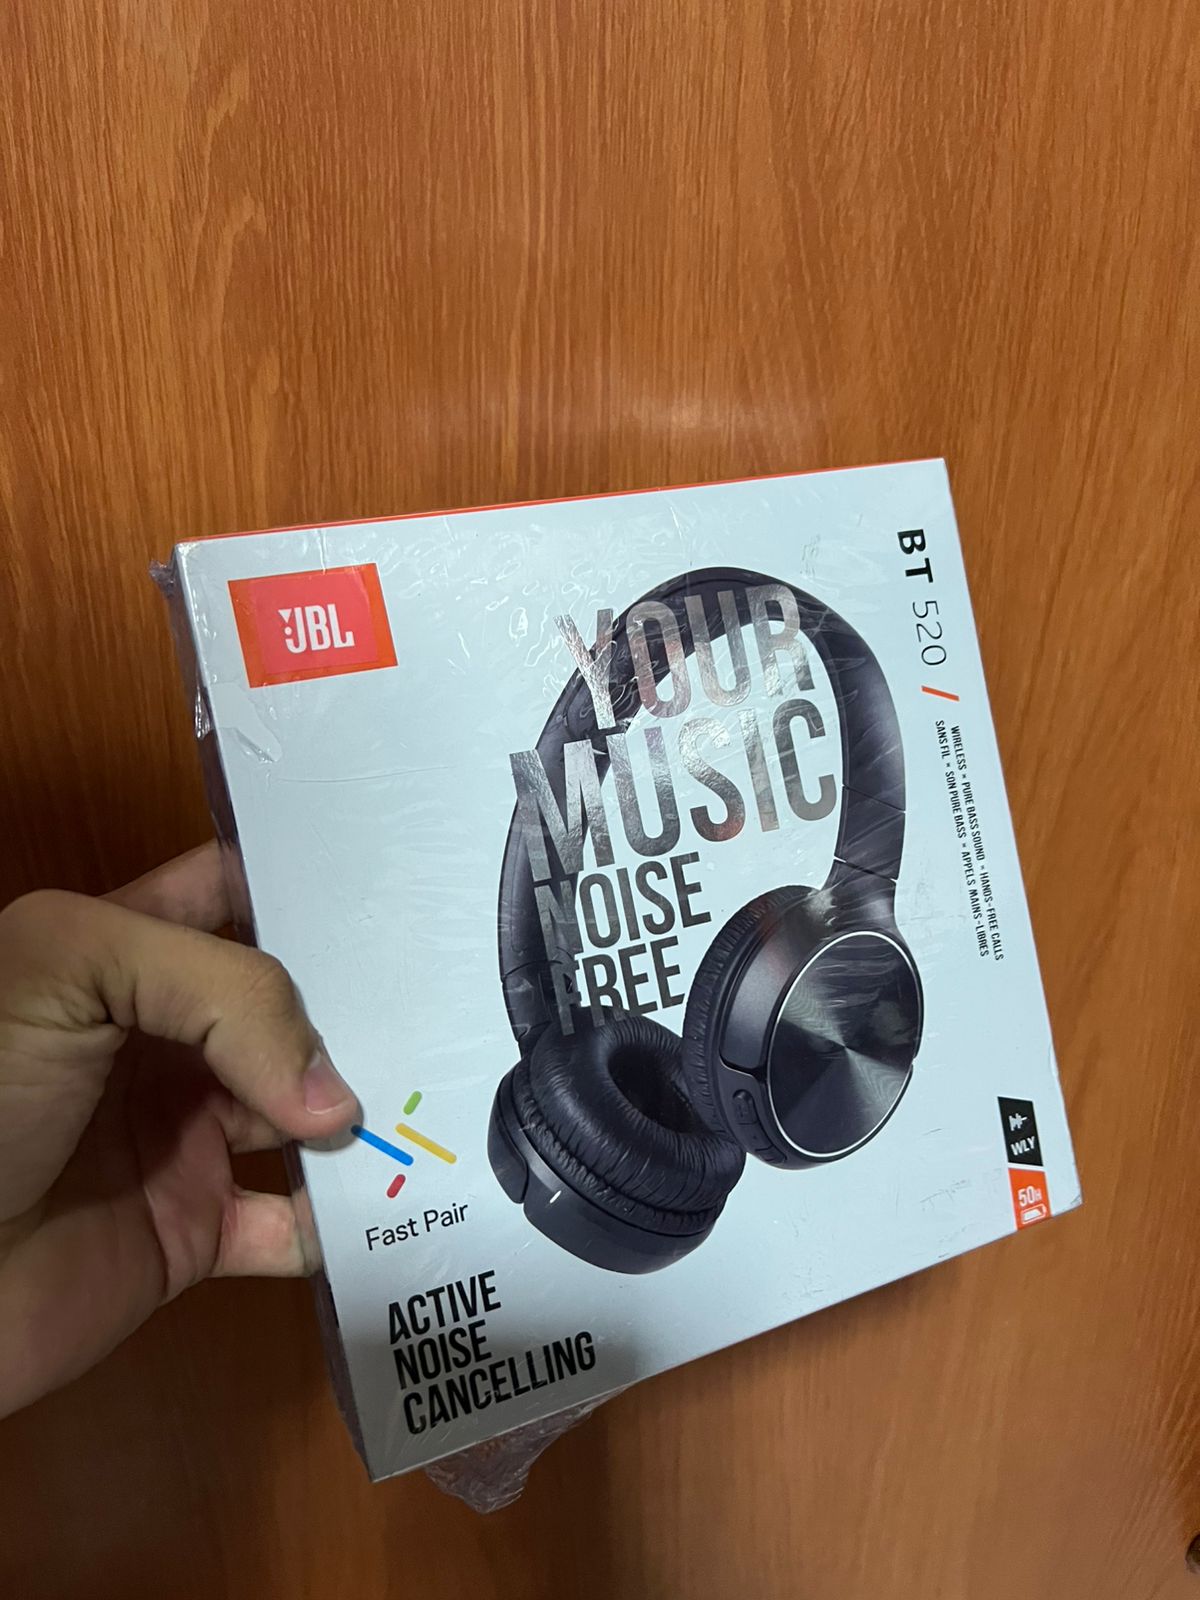 JBL
YOUR
MUSIC
NOISE
FREE
BT 520 /
WIRELESS × PURE BASS SOUND × HANDS-FREE CALLS
SANS FIL × SON PURE BASS × APPELS MAINS-LIBRES
WLY
50H
Fast Pair
ACTIVE
NOISE
CANCELLING